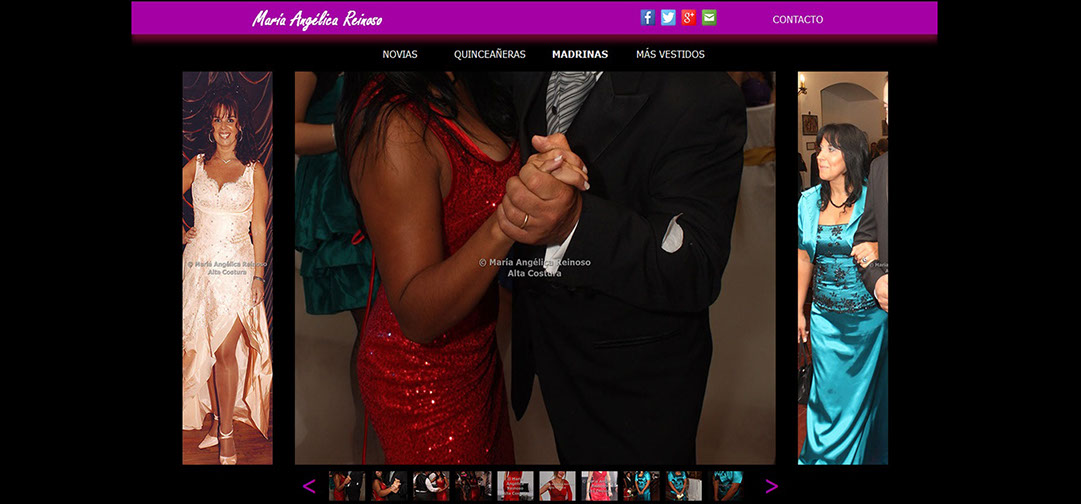 María Angélica Reinoso
CONTACTO
NOVIAS
QUINCEAÑERAS
MADRINAS
MÁS VESTIDOS
© María Angélica Reinoso
Alta Costura
© María Angélica Reinoso
Alta Costura
© María
< >